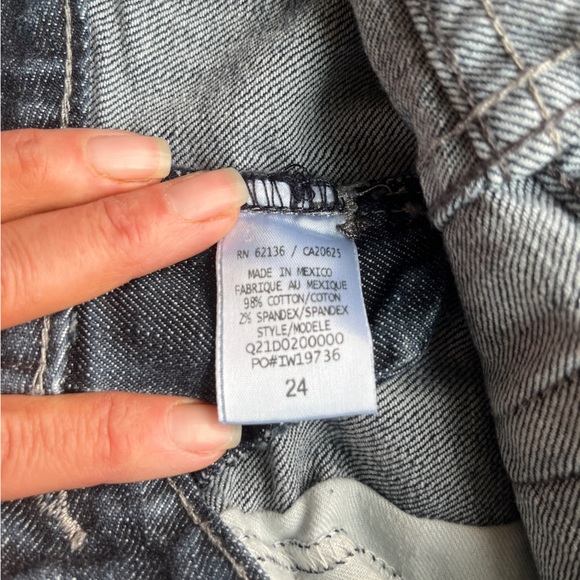 RN 62136 / CA20625
MADE IN MEXICO
FABRIQUE AU MEXIQUE
98% COTTON/COTON
2% SPANDEX/SPANDEX
STYLE/MODELE
Q21D0200000
PO#IW19736
24